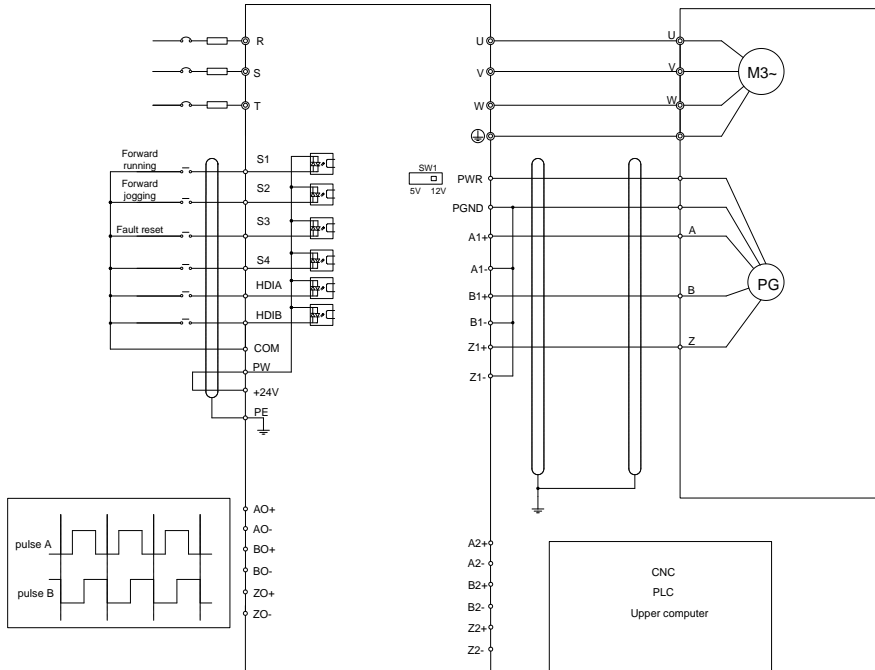 R
S
T
U
V
W
U
V
W
M3~
Forward
running
S1
Forward
jogging
S2
Fault reset
S3
S4
HDIA
HDIB
COM
PW
+24V
PE
SW1
5V 12V
PWR
PGND
A1+
A1-
B1+
B1-
Z1+
Z1-
A
B
Z
PG
pulse A
pulse B
AO+
AO-
BO+
BO-
ZO+
ZO-
A2+
A2-
B2+
B2-
Z2+
Z2-
CNC
PLC
Upper computer